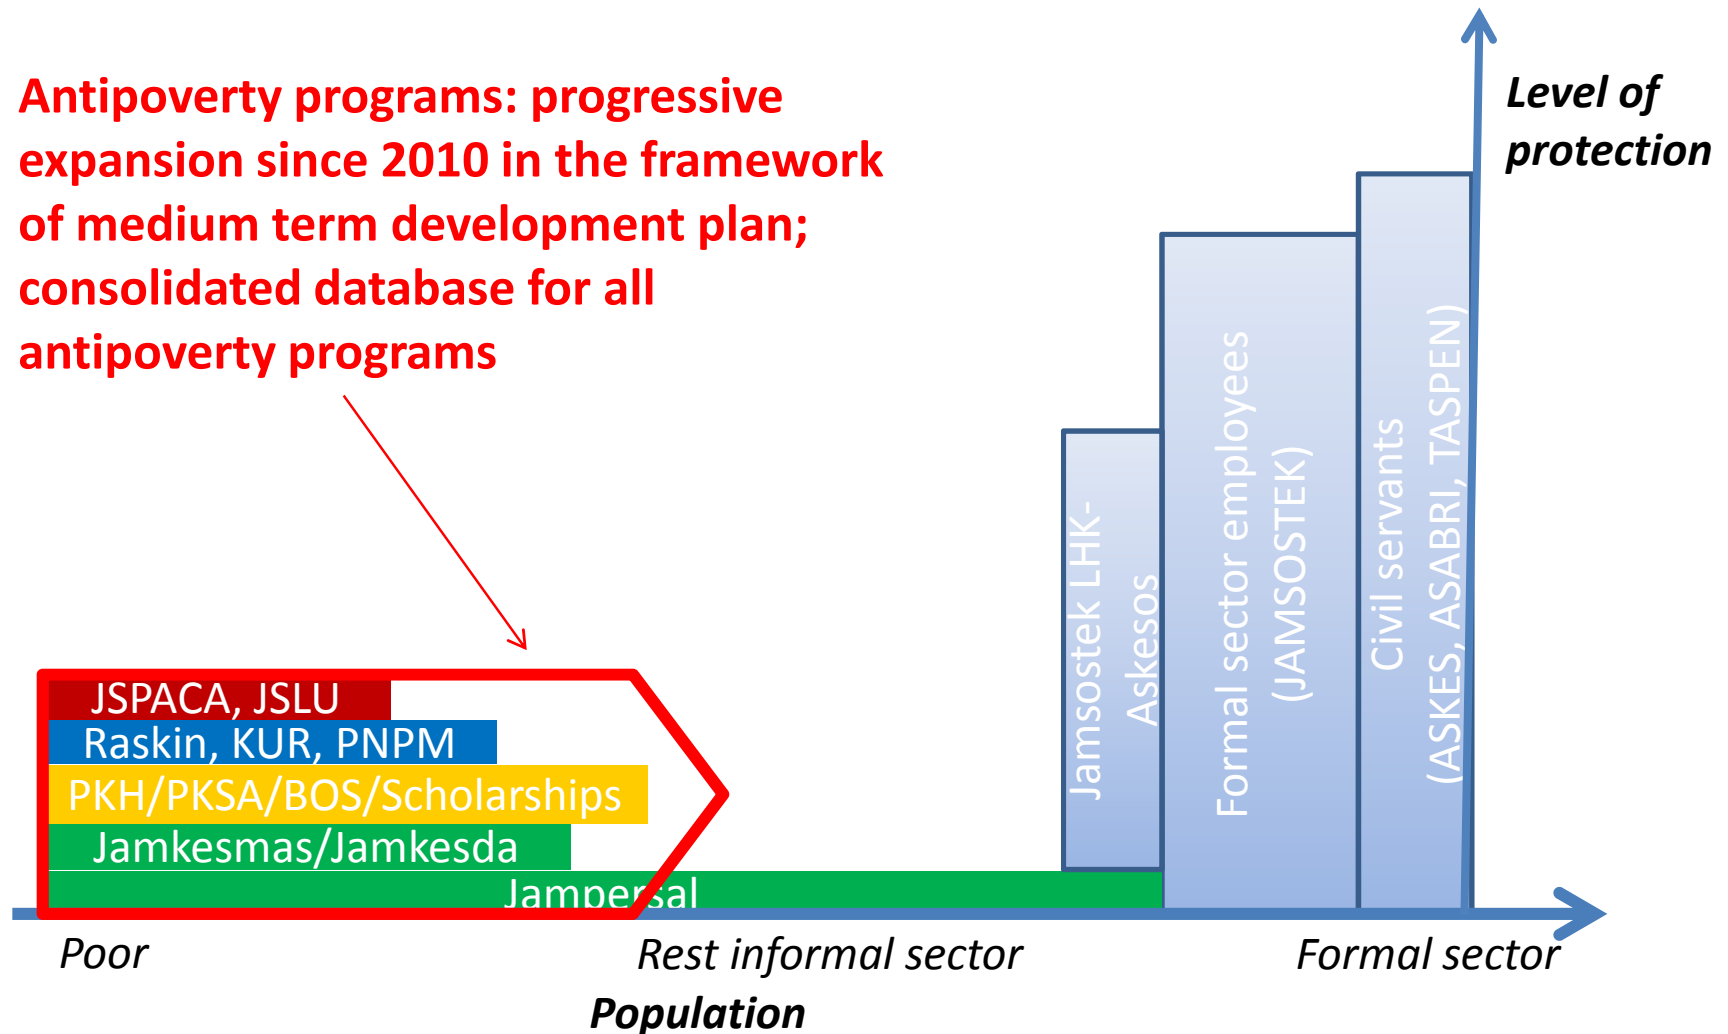 Antipoverty programs: progressive
expansion since 2010 in the framework
of medium term development plan;
consolidated database for all
antipoverty programs
Level of
protection
JSPACA, JSLU
Raskin, KUR, PNPM
PKH/PKSA/BOS/Scholarships
Jamkesmas/Jamkesda
Jampersal
Jamsostek LHK-
Askesos
Formal sector employees
(JAMSOSTEK)
Civil servants
(ASKES, ASABRI, TASPEN)
Poor
Rest informal sector
Formal sector
Population